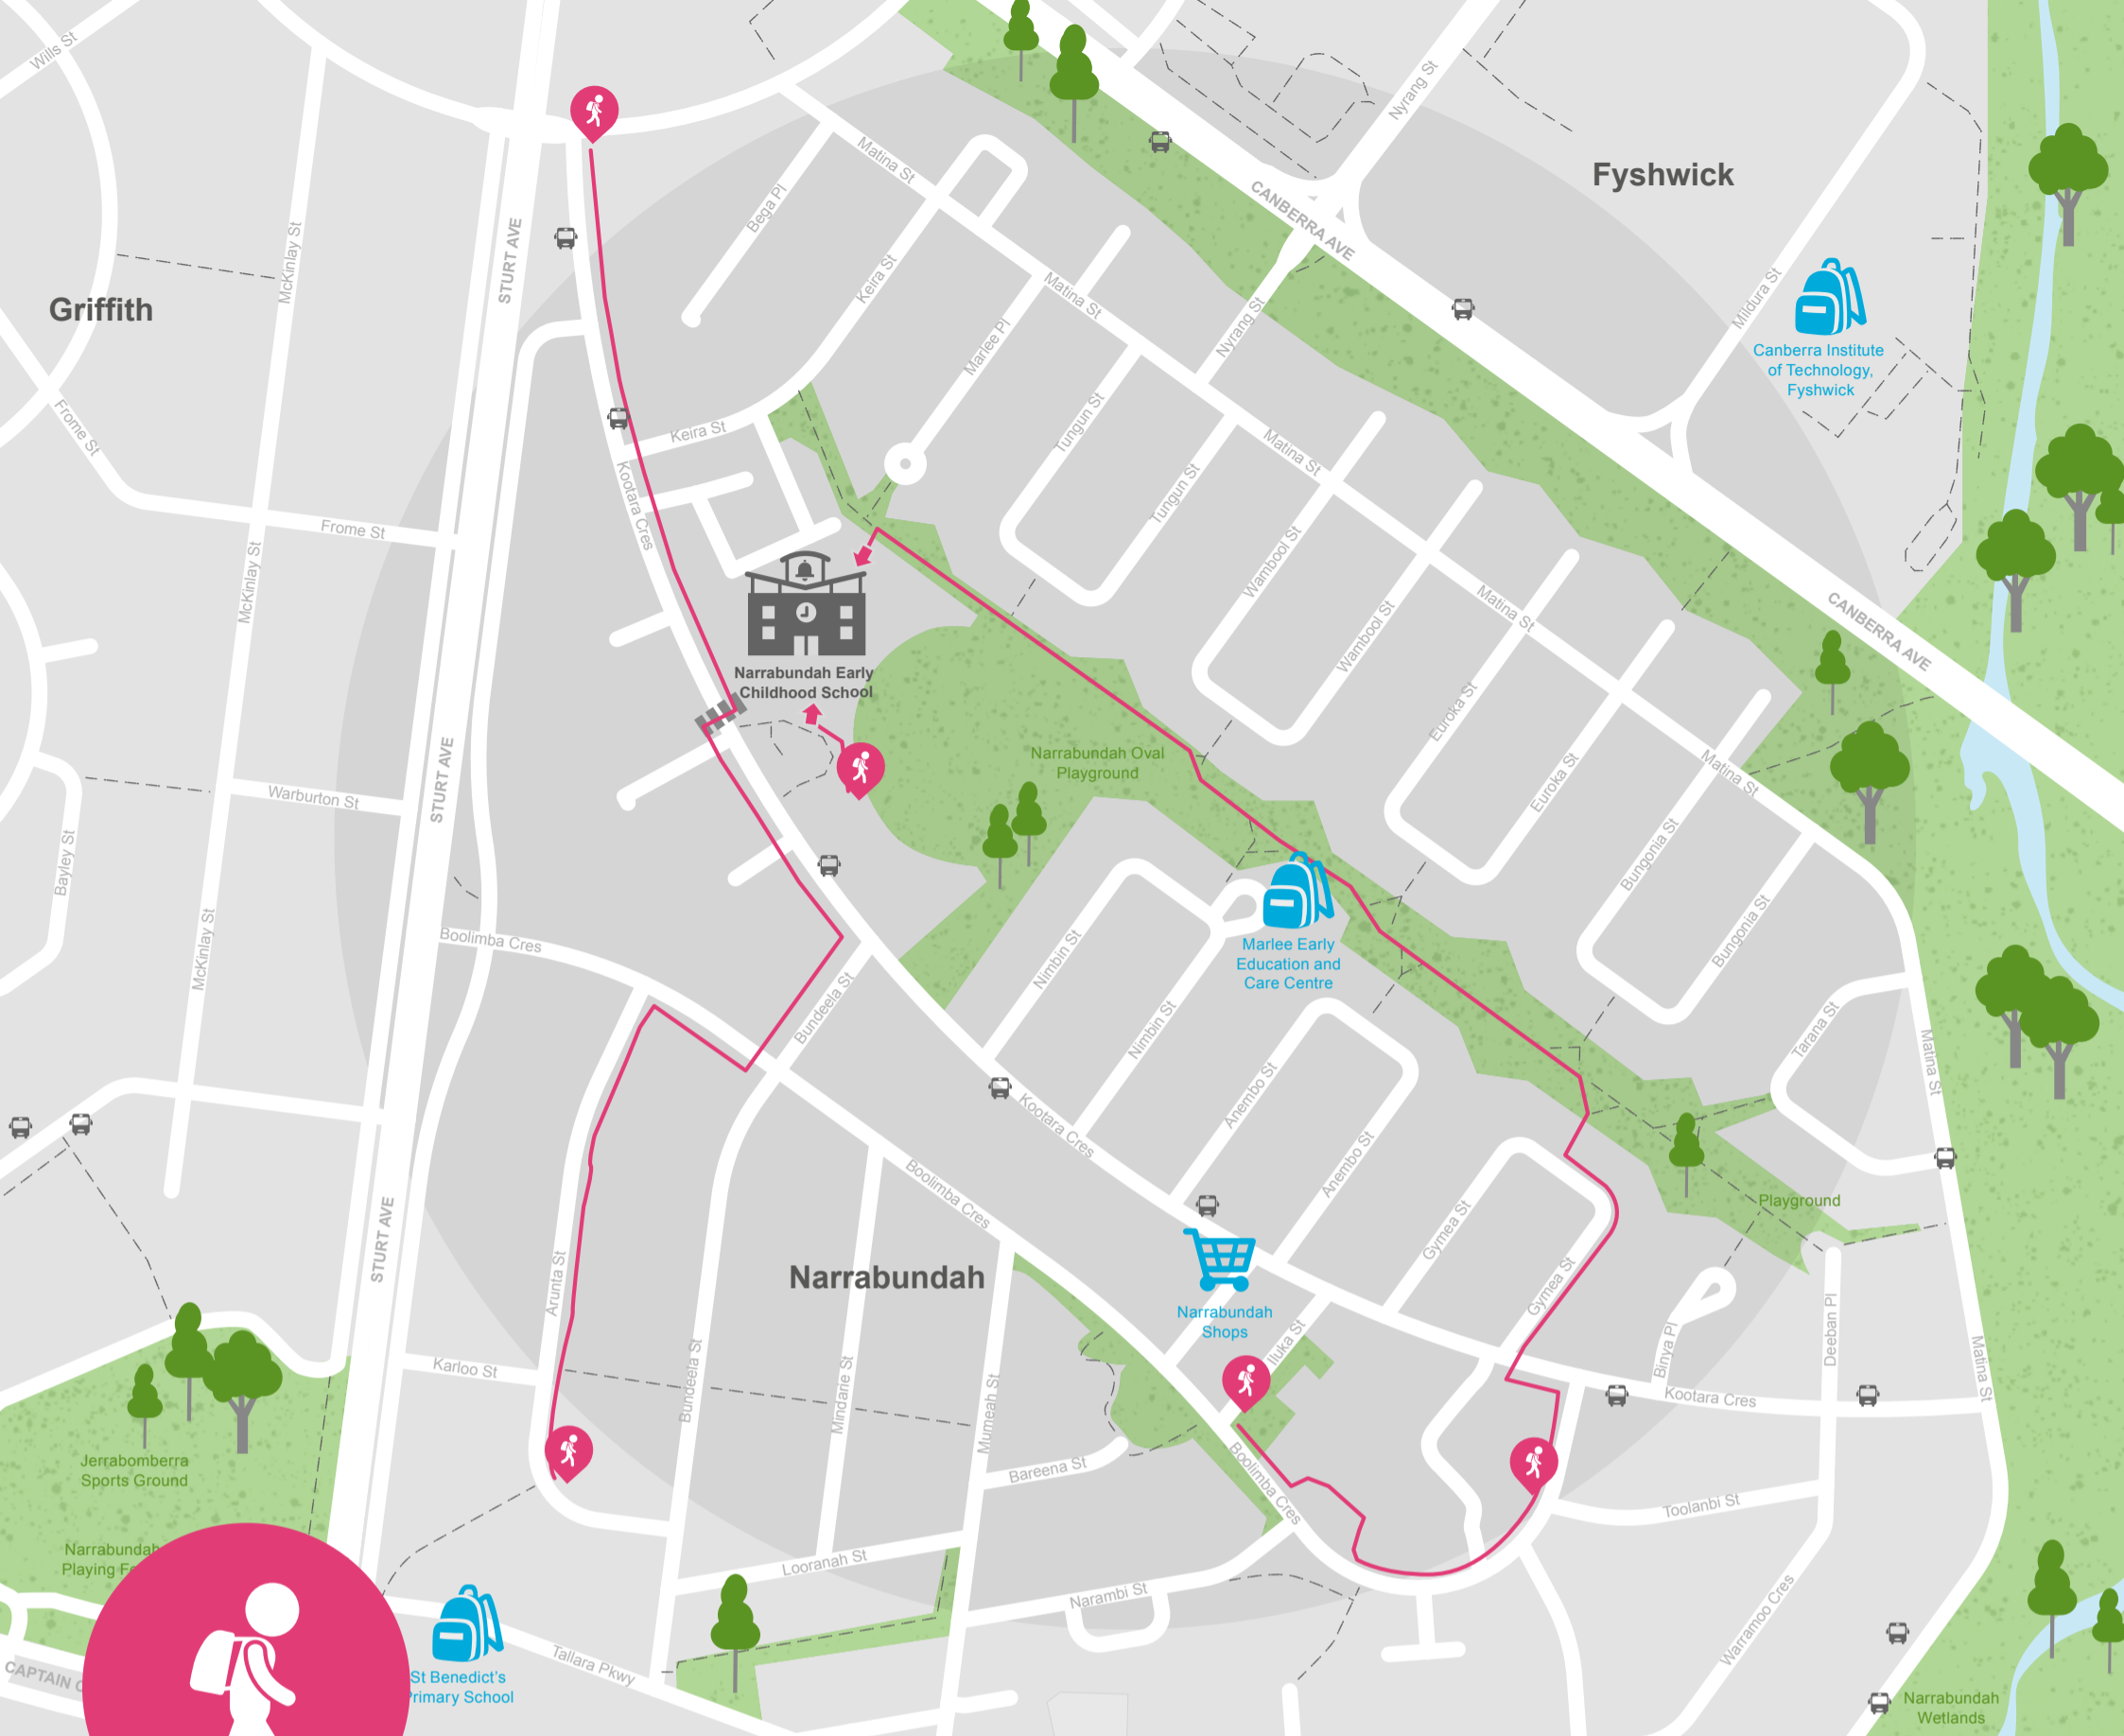 Wills St
Matina St
Nyrang St
Fyshwick
CANBERRA AVE
Bega Pl
McKinlay St
STURT AVE
Griffith
Keira St
Matina St
Nyrang St
Mildura St
Marlee Pl
Canberra Institute
of Technology,
Fyshwick
Frome St
Keira St
Tungun St
Matina St
Kootara Cres
Tungun St
Frome St
Wambool St
McKinlay St
Matina St
Wambool St
CANBERRA AVE
Narrabundah Early
Childhood School
Euroka St
Narrabundah Oval
Playground
STURT AVE
Euroka St
Matina St
Warburton St
Bayley St
Bungonia St
Boolimba Cres
McKinlay St
Nimbin St
Marlee Early
Education and
Care Centre
Bungonia St
Bundeela St
Nimbin St
Tarana St
Matina St
Anembo St
Kootara Cres
Anembo St
Boolimba Cres
Playground
STURT AVE
Gymea St
Narrabundah
Arunta St
Gymea St
Narrabundah
Shops
Iluka St
Binya Pl
Deeban Pl
Matina St
Karloo St
Bundeela St
Mindarie St
Mumeah St
Kootara Cres
Jerrabomberra
Sports Ground
Bareena St
Boolimba Cres
Toolanbi St
Narrabundah
Playing
Looranah St
Narambi St
Warramoo Cres
CAPTAIN
St Benedict's
Primary School
Tallara Pkwy
Narrabundah
Wetlands